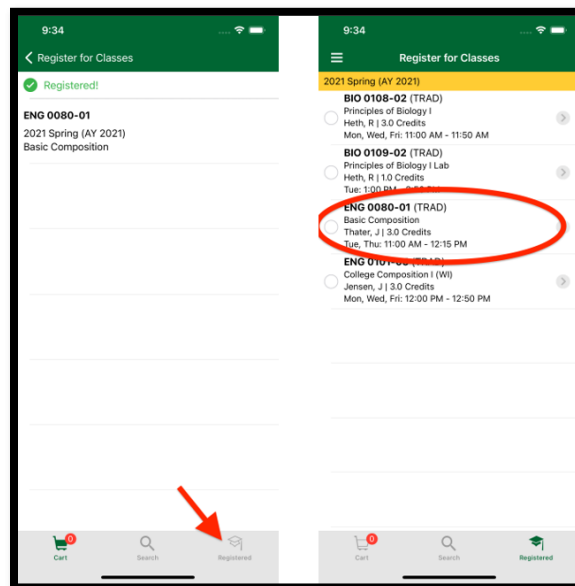 9:34
Register for Classes
Registered!
ENG 0080-01
2021 Spring (AY 2021)
Basic Composition
0
Cart
Search
Registered
9:34
Register for Classes
2021 Spring (AY 2021)
BIO 0108-02 (TRAD)
Principles of Biology I
Heth, R | 3.0 Credits
Mon, Wed, Fri: 11:00 AM - 11:50 AM
BIO 0109-02 (TRAD)
Principles of Biology I Lab
Heth, R | 1.0 Credits
Tue: 1:00 PM
ENG 0080-01 (TRAD)
Basic Composition
Thater, J | 3.0 Credits
Tue, Thu: 11:00 AM - 12:15 PM
ENG (TRAD)
College Composition I (WI)
Jensen, J | 3.0 Credits
Mon, Wed, Fri: 12:00 PM - 12:50 PM
0
Cart
Search
Registered